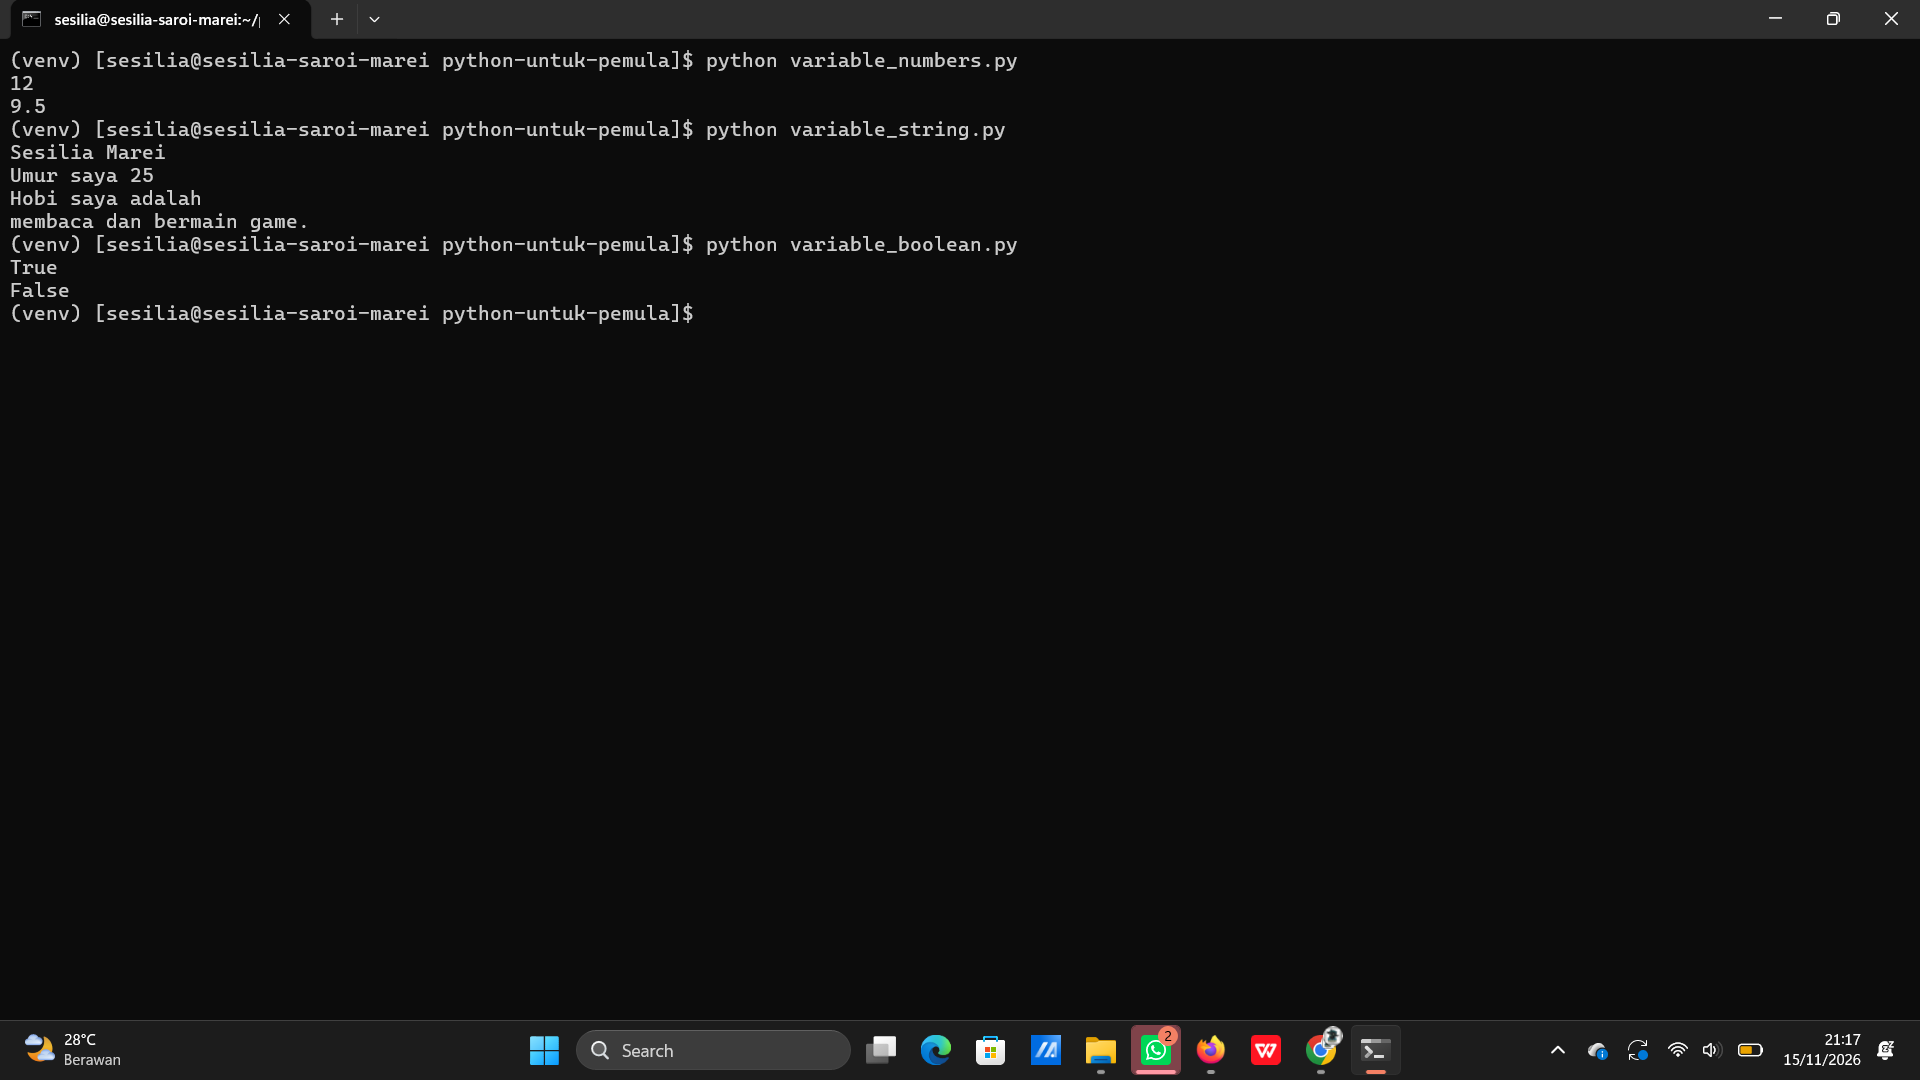 sesilia@sesilia-saroi-marei:~/
(venv) [sesilia@sesilia-saroi-marei python-untuk-pemula]$ python variable_numbers.py
12
9.5
(venv) [sesilia@sesilia-saroi-marei python-untuk-pemula]$ python variable_string.py
Sesilia Marei
Umur saya 25
Hobi saya adalah
membaca dan bermain game.
(venv) [sesilia@sesilia-saroi-marei python-untuk-pemula]$ python variable_boolean.py
True
False
(venv) [sesilia@sesilia-saroi-marei python-untuk-pemula]$
28°C
Berawan
Search
2
21:17
15/11/2026